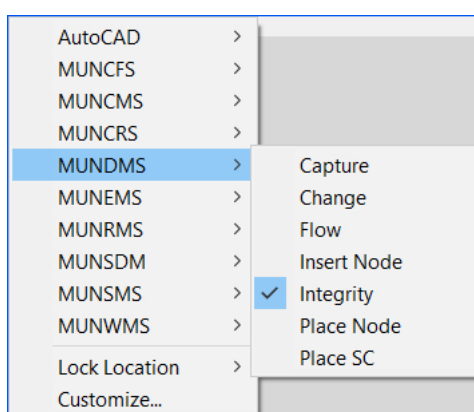 AutoCAD
MUNCFS
MUNCMS
MUNCRS
MUNDMS
MUNEMS
MUNRMS
MUNSDM
MUNSMS
MUNWMS
Lock Location
Customize...
Capture
Change
Flow
Insert Node
Integrity
Place Node
Place SC